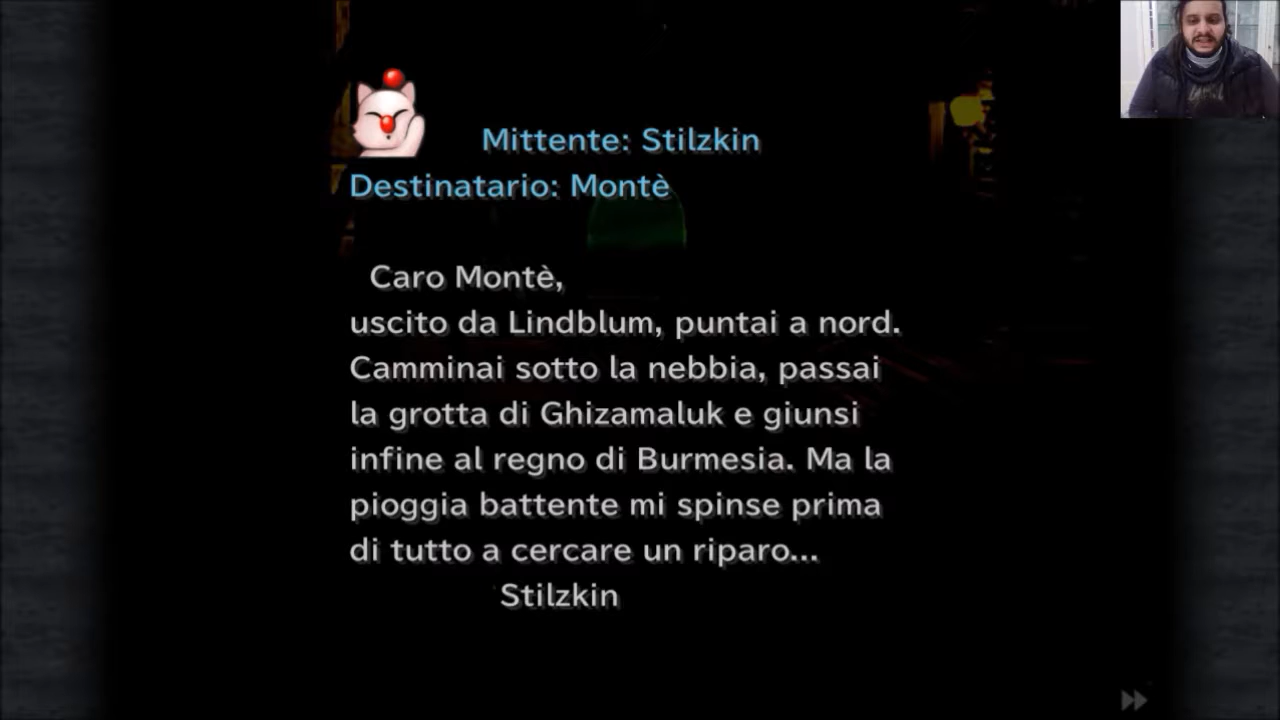 Mittente: Stilzkin
Destinatario: Montè
Caro Montè,
uscito da Lindblum, puntai a nord.
Camminai sotto la nebbia, passai
la grotta di Ghizamaluk e giunsi
infine al regno di Burmesia. Ma la
pioggia battente mi spinse prima
di tutto a cercare un riparo...
Stilzkin